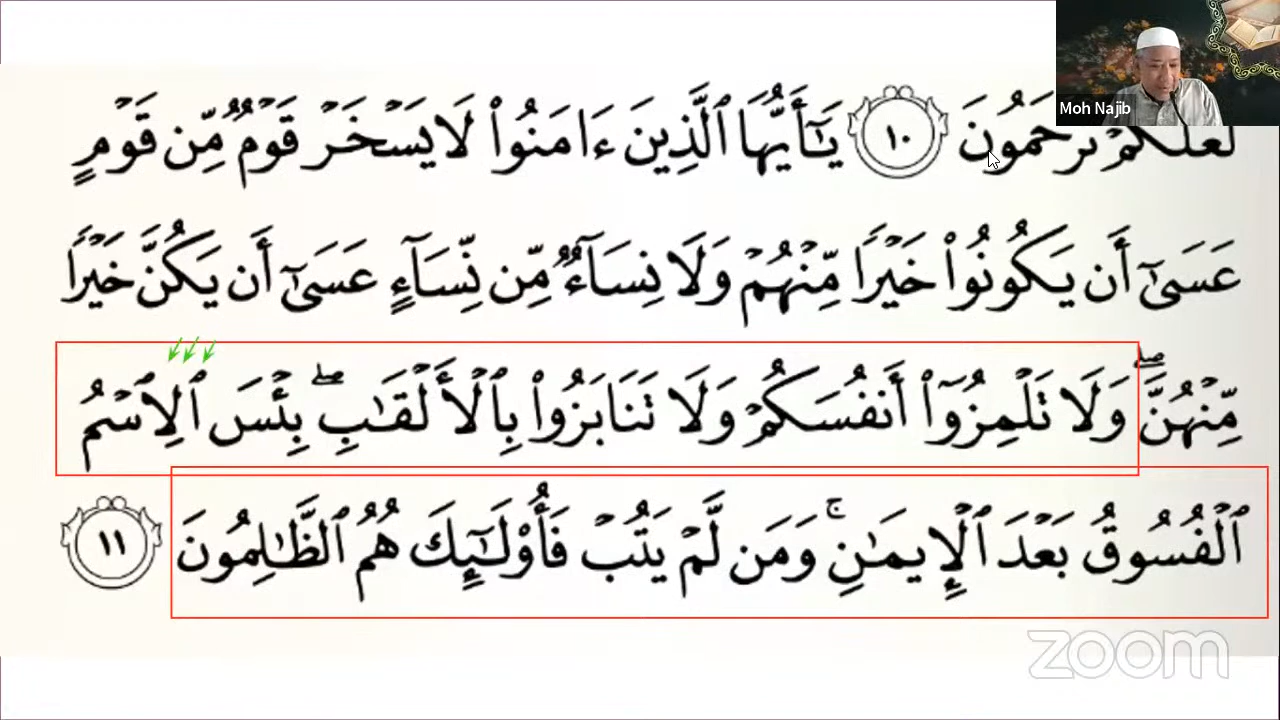 Moh Najib
لَعَلَّكُمْ تُرْحَمُونَ ١٠ يَٰٓأَيُّهَا ٱلَّذِينَ ءَامَنُوا۟ لَا يَسْخَرْ قَوْمٌ مِّن قَوْمٍ
عَسَىٰٓ أَن يَكُونُوا۟ خَيْرًا مِّنْهُمْ وَلَا نِسَآءٌ مِّن نِّسَآءٍ عَسَىٰٓ أَن يَكُنَّ خَيْرًا
مِّنْهُنَّ ۖ وَلَا تَلْمِزُوٓا۟ أَنفُسَكُمْ وَلَا تَنَابَزُوا۟ بِٱلْأَلْقَٰبِ ۖ بِئْسَ ٱلِٱسْمُ
ٱلْفُسُوقُ بَعْدَ ٱلْإِيمَٰنِ ۚ وَمَن لَّمْ يَتُبْ فَأُو۟لَٰٓئِكَ هُمُ ٱلظَّٰلِمُونَ ١١
zoom